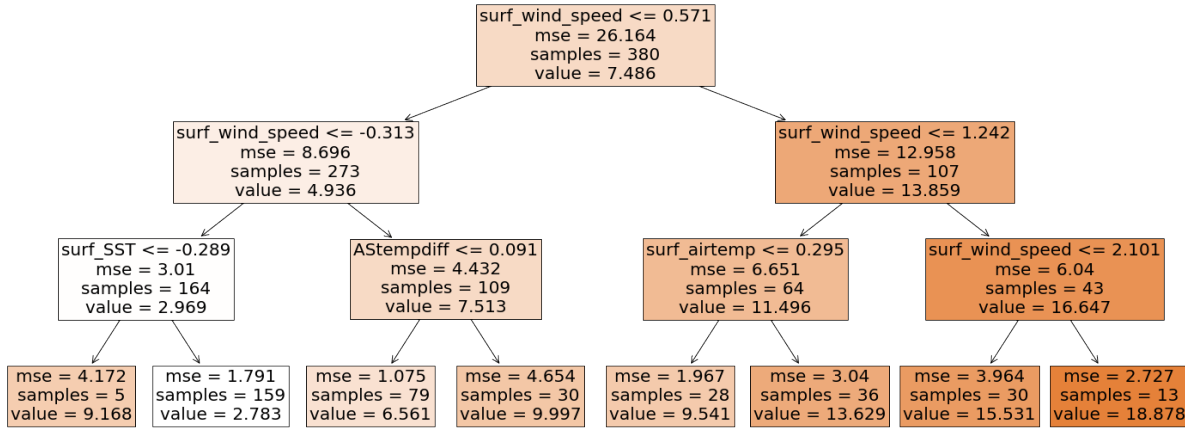 surf_wind_speed <= 0.571
mse = 26.164
samples = 380
value = 7.486
surf_wind_speed <= -0.313
mse = 8.696
samples = 273
value = 4.936
surf_wind_speed <= 1.242
mse = 12.958
samples = 107
value = 13.859
surf_SST <= -0.289
mse = 3.01
samples = 164
value = 2.969
AStempdiff <= 0.091
mse = 4.432
samples = 109
value = 7.513
surf_airtemp <= 0.295
mse = 6.651
samples = 64
value = 11.496
surf_wind_speed <= 2.101
mse = 6.04
samples = 43
value = 16.647
mse = 4.172
samples = 5
value = 9.168
mse = 1.791
samples = 159
value = 2.783
mse = 1.075
samples = 79
value = 6.561
mse = 4.654
samples = 30
value = 9.997
mse = 1.967
samples = 28
value = 9.541
mse = 3.04
samples = 36
value = 13.629
mse = 3.964
samples = 30
value = 15.531
mse = 2.727
samples = 13
value = 18.878